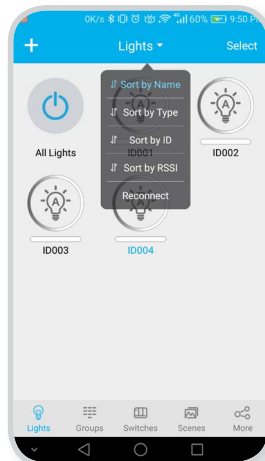 0K/s 4G 60% 9:50 PM
+ Lights Select
Sort by Name
Sort by Type
Sort by ID
Sort by RSSI
Reconnect
All Lights ID001 ID002
A A A
ID003 ID004
Lights Groups Switches Scenes More